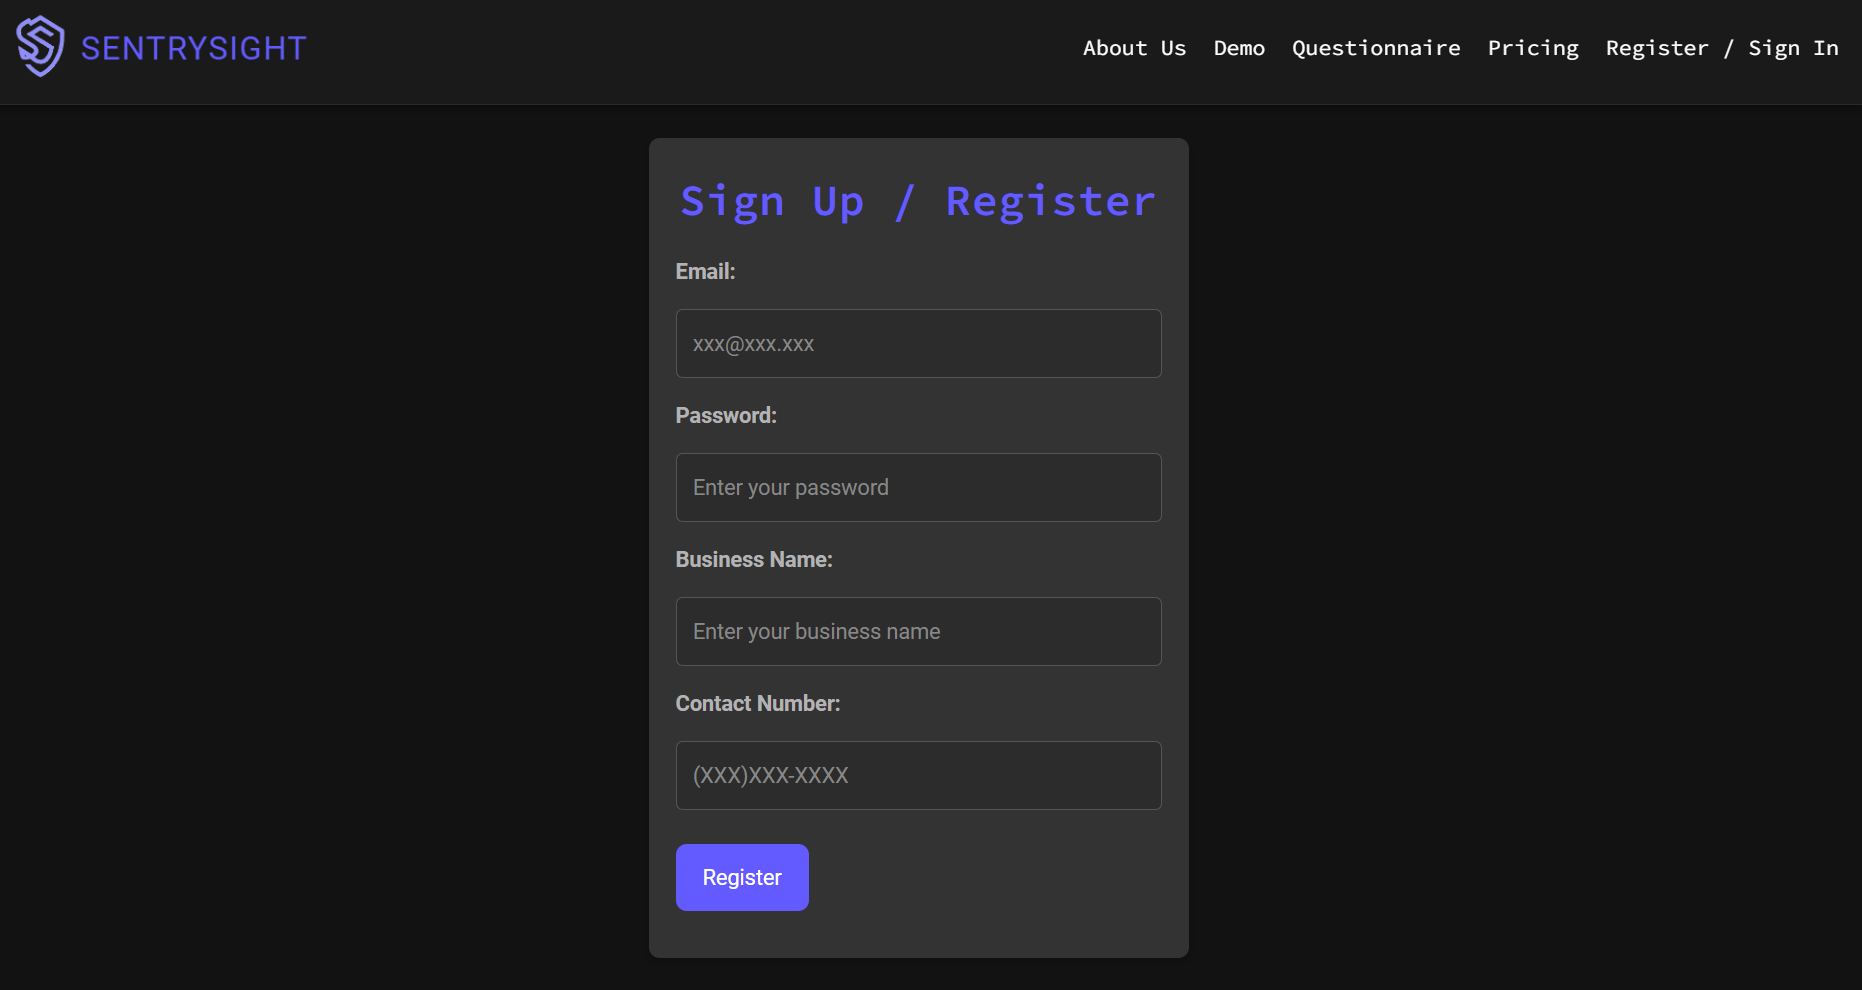 SENTRYSIGHT
About Us Demo Questionnaire Pricing Register / Sign In
Sign Up / Register
Email:
xxx@xxx.xxx
Password:
Enter your password
Business Name:
Enter your business name
Contact Number:
(XXX)XXX-XXXX
Register